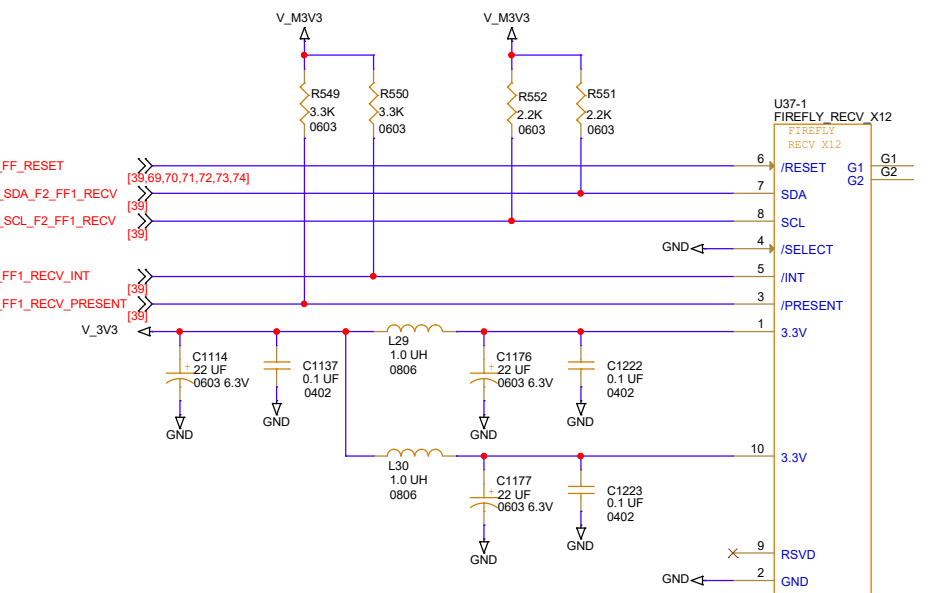 V_M3V3
V_M3V3
R549
3.3K
0603
R550
3.3K
0603
R552
2.2K
0603
R551
2.2K
0603
U37-1
FIREFLY_RECV_X12
FIREFLY
RECV X12
_FF_RESET
[39,69,70,71,72,73,74]
6
/RESET
G1
G1
G2
G2
_SDA_F2_FF1_RECV
[39]
7
SDA
_SCL_F2_FF1_RECV
[39]
8
SCL
GND
4
/SELECT
_FF1_RECV_INT
[39]
5
/INT
_FF1_RECV_PRESENT
[39]
3
/PRESENT
V_3V3
1
3.3V
L29
1.0 UH
0806
C1114
+
22 UF
0603 6.3V
GND
C1137
0.1 UF
0402
GND
C1176
+
22 UF
0603 6.3V
GND
C1222
0.1 UF
0402
GND
10
3.3V
L30
1.0 UH
0806
C1177
+
22 UF
0603 6.3V
GND
C1223
0.1 UF
0402
GND
9
RSVD
GND
2
GND